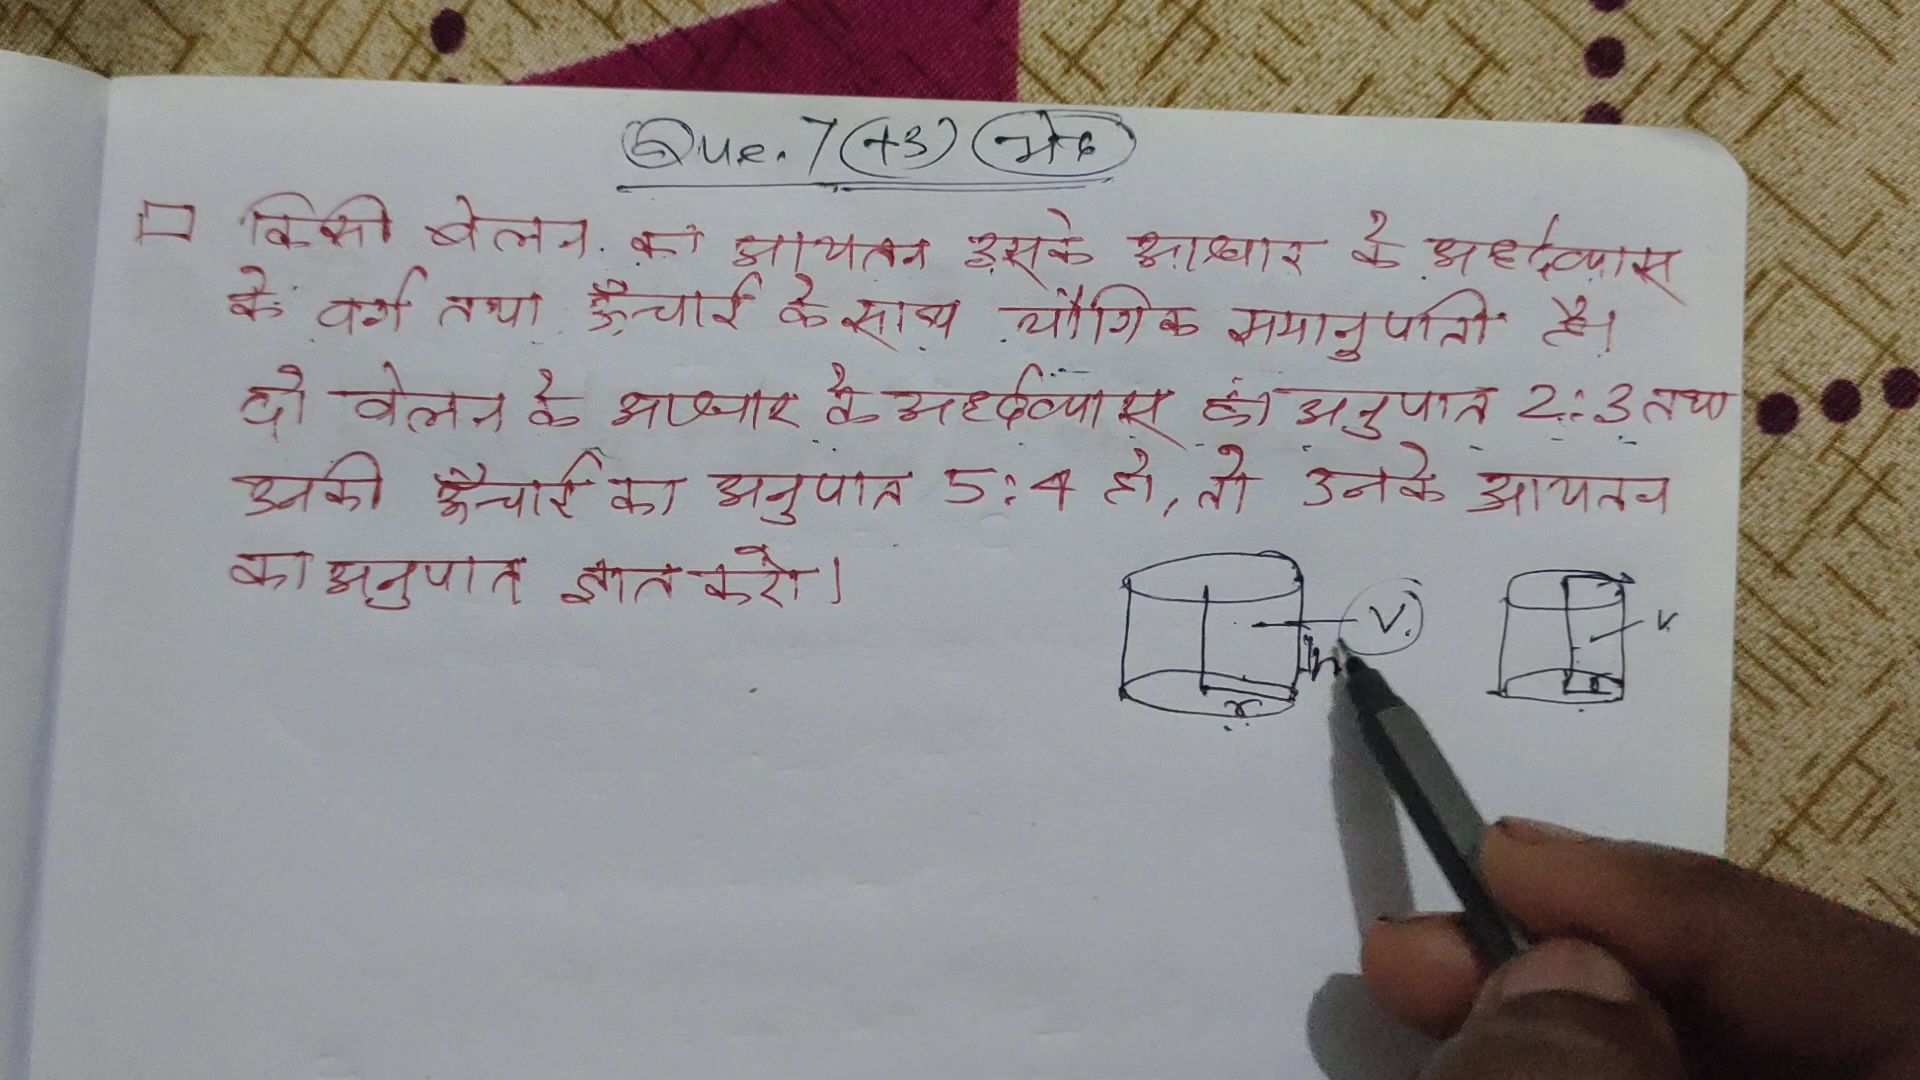 Que. 7 (+3)
किसी बेलन का आयतन उसके आधार के अर्द्धव्यास
के वर्ग तथा ऊँचाई के साथ यौगिक समानुपाती है।
दो बेलन के आधार के अर्द्धव्यास का अनुपात 2:3 तथा
उनकी ऊँचाई का अनुपात 5:4 हो, तो उनके आयतन
का अनुपात ज्ञात करो।
V.
V
h
r